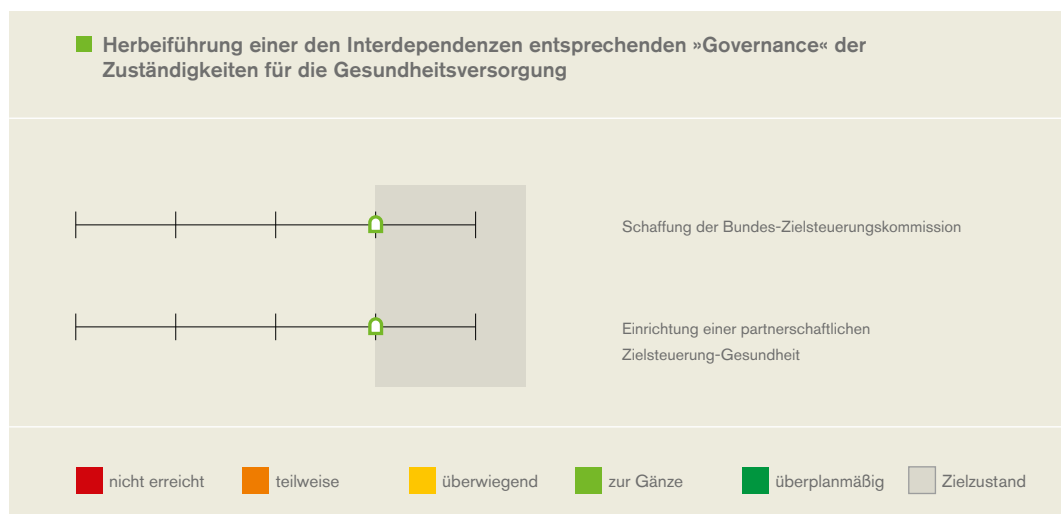 Herbeiführung einer den Interdependenzen entsprechenden »Governance« der
Zuständigkeiten für die Gesundheitsversorgung
Schaffung der Bundes-Zielsteuerungskommission
Einrichtung einer partnerschaftlichen
Zielsteuerung-Gesundheit
nicht erreicht teilweise überwiegend zur Gänze überplanmäßig Zielzustand